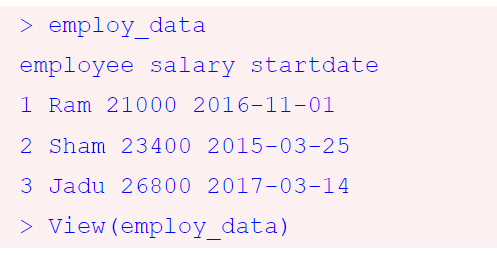 > employ_data
employee salary startdate
1 Ram 21000 2016-11-01
2 Sham 23400 2015-03-25
3 Jadu 26800 2017-03-14
> View(employ_data)